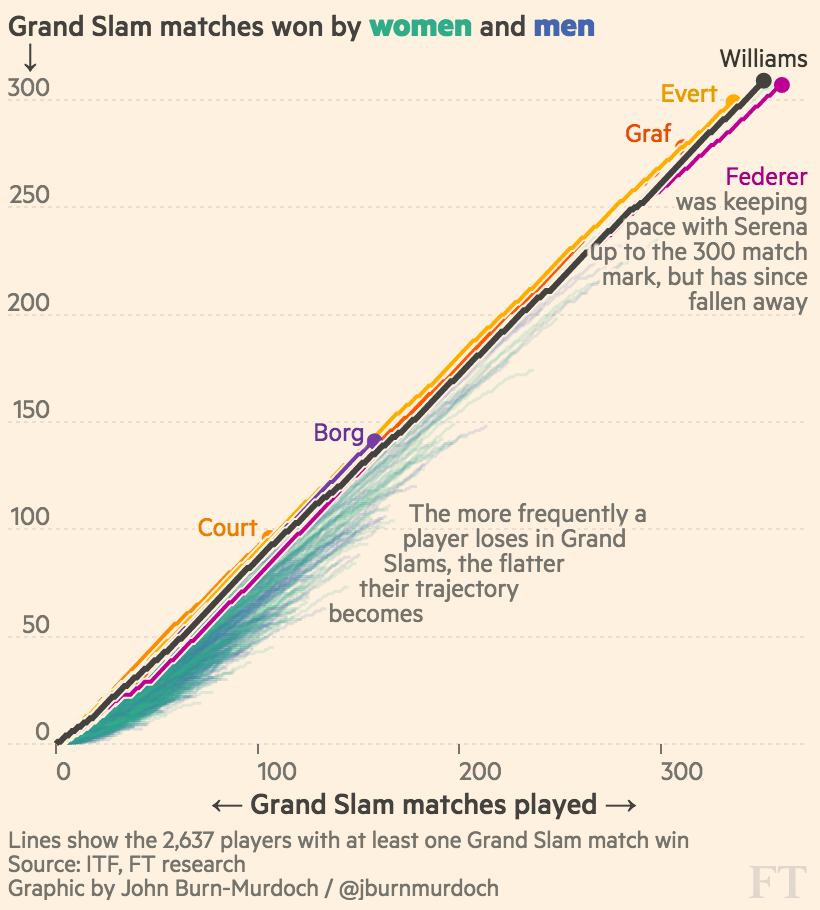 Grand Slam matches won by women and men
↓
Williams
300
Evert
Graf
Federer
was keeping
pace with Serena
up to the 300 match
mark, but has since
fallen away
250
200
150
Borg
100
Court
The more frequently a
player loses in Grand
Slams, the flatter
their trajectory
becomes
50
0
0 100 200 300
← Grand Slam matches played →
Lines show the 2,637 players with at least one Grand Slam match win
Source: ITF, FT research
Graphic by John Burn-Murdoch / @jburnmurdoch
FT